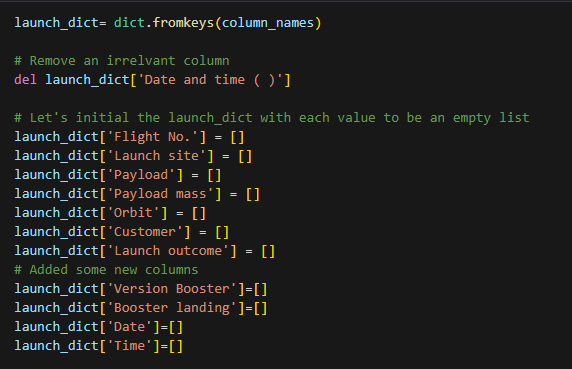 launch_dict= dict.fromkeys(column_names)
# Remove an irrelvant column
del launch_dict['Date and time ( )']
# Let's initial the launch_dict with each value to be an empty list
launch_dict['Flight No.'] = []
launch_dict['Launch site'] = []
launch_dict['Payload'] = []
launch_dict['Payload mass'] = []
launch_dict['Orbit'] = []
launch_dict['Customer'] = []
launch_dict['Launch outcome'] = []
# Added some new columns
launch_dict['Version Booster']=[]
launch_dict['Booster landing']=[]
launch_dict['Date']=[]
launch_dict['Time']=[]